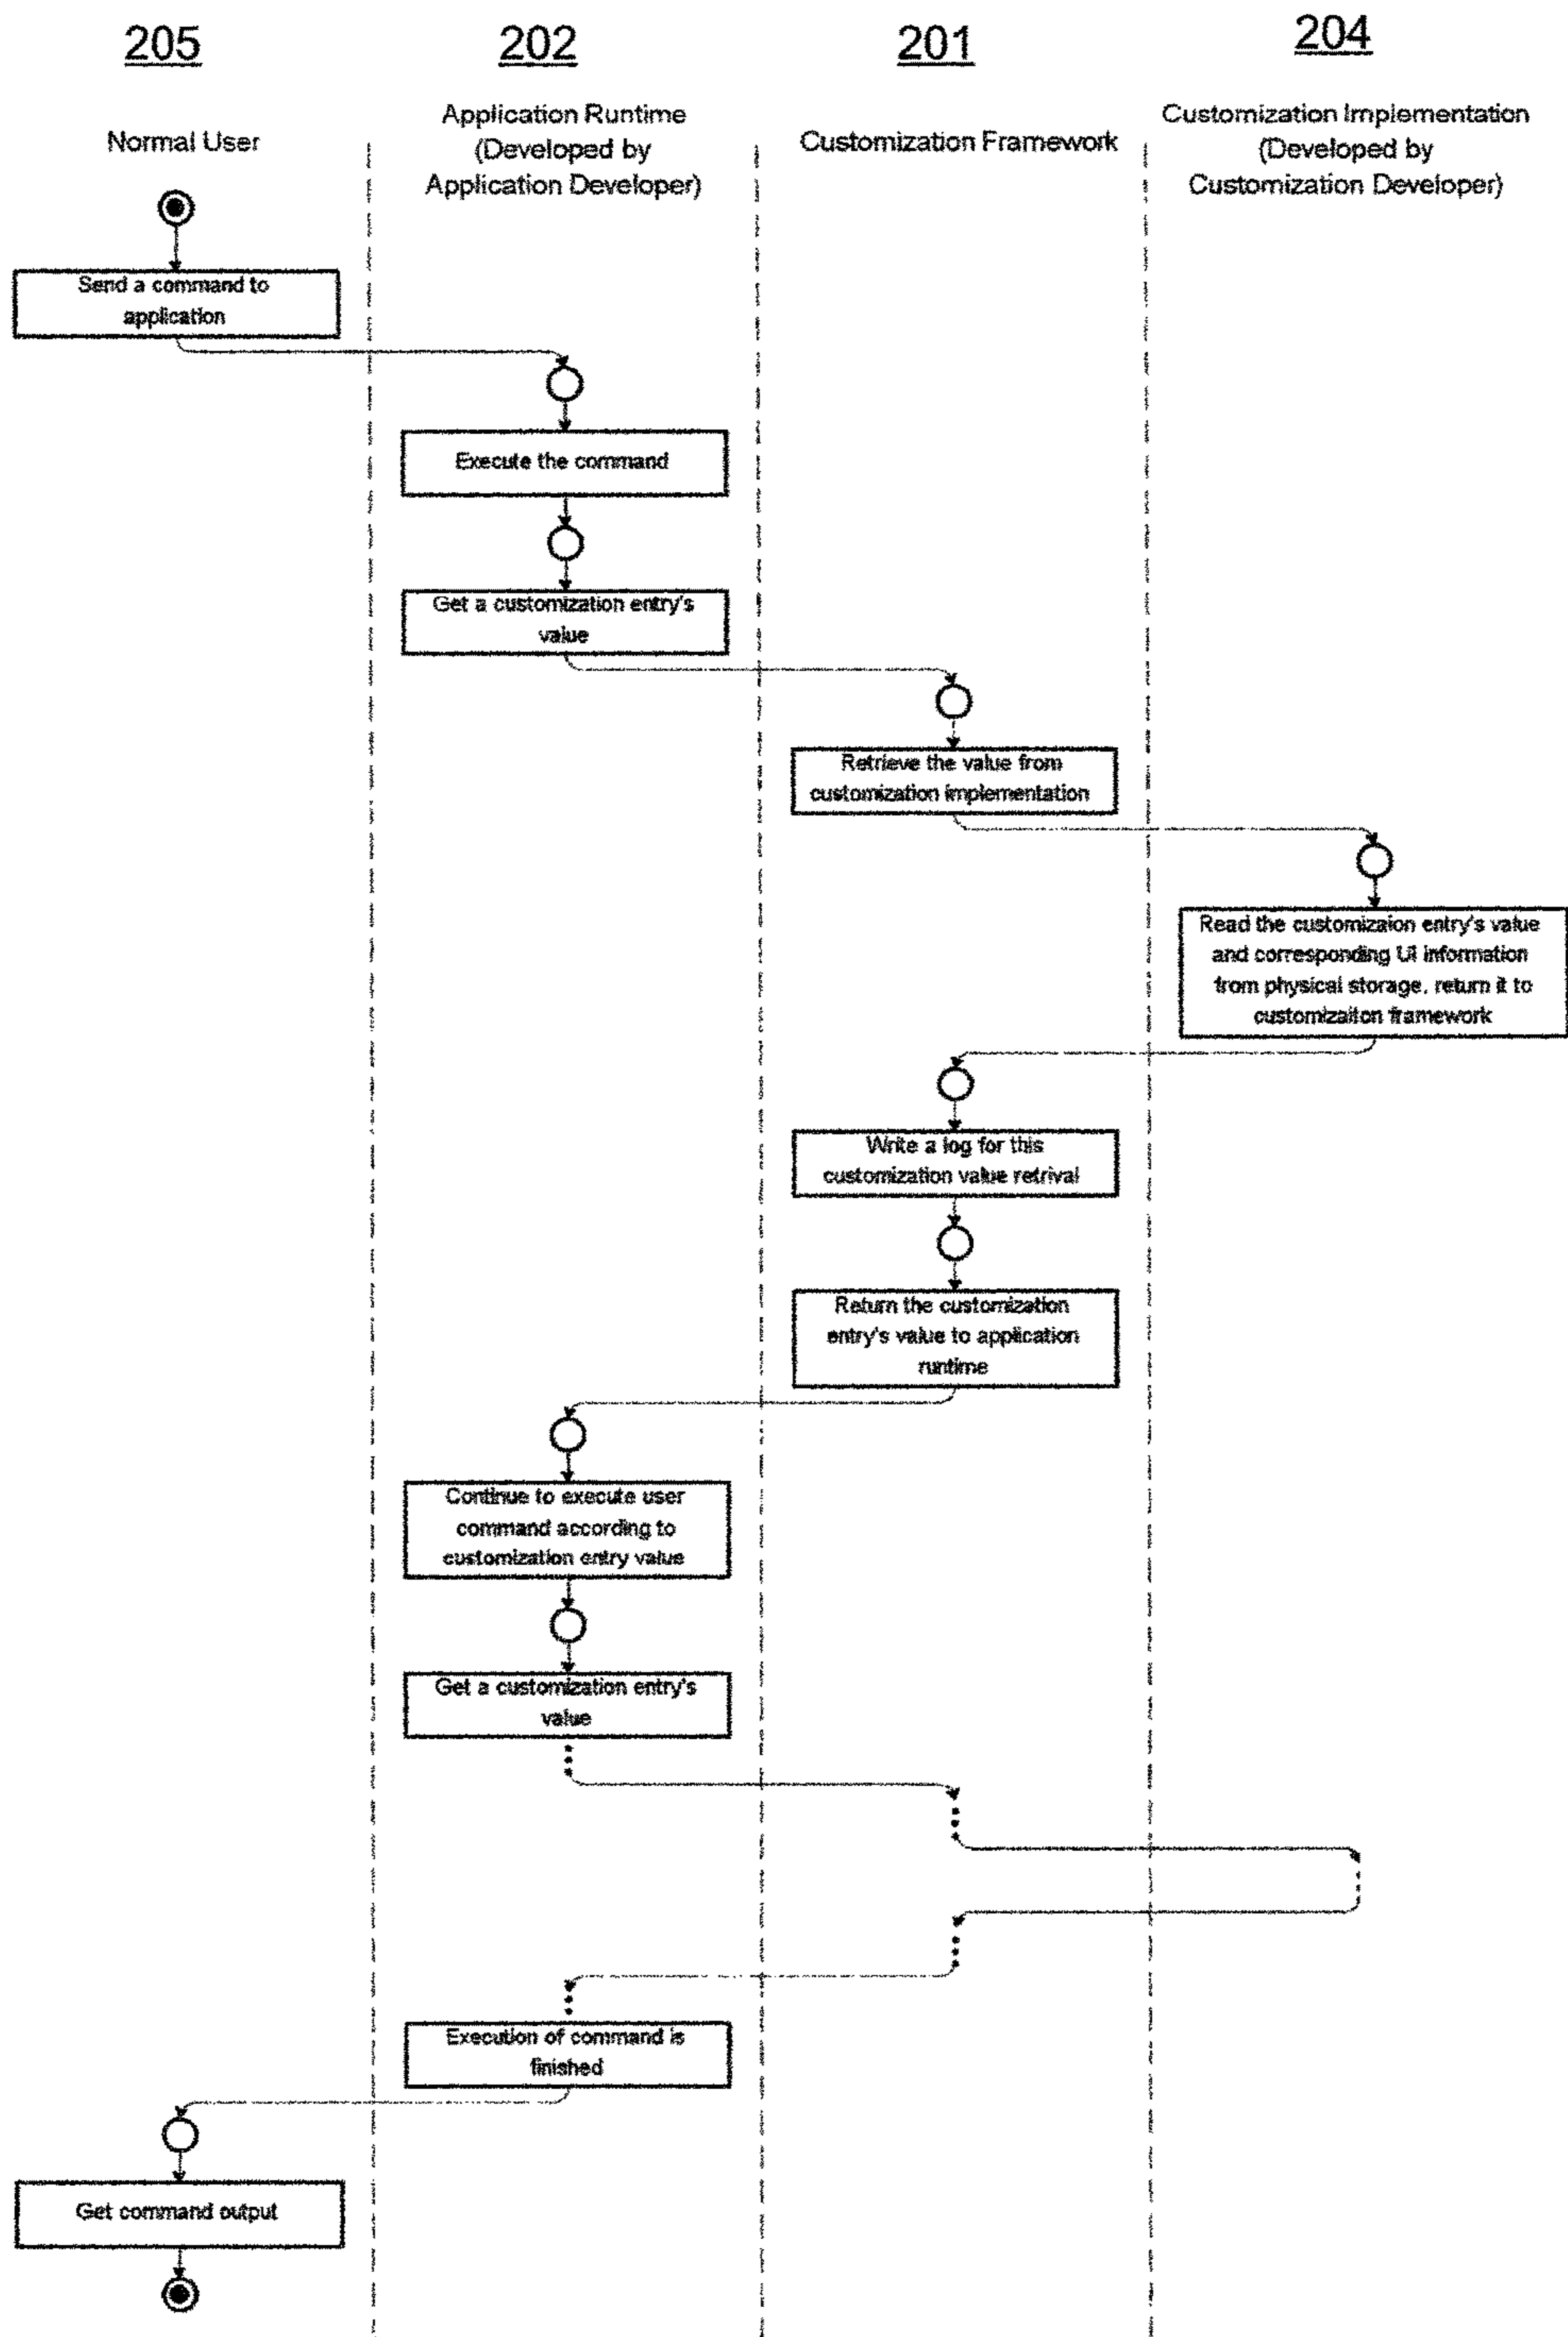 205
202
201
204
Normal User
Application Runtime
(Developed by
Application Developer)
Customization Framework
Customization Implementation
(Developed by
Customization Developer)
Send a command to
application
Execute the command
Get a customization entry's
value
Retrieve the value from
customization implementation
Read the customizaion entry's value
and corresponding UI information
from physical storage, return it to
customizaiton framework
Write a log for this
customization value retrival
Return the customization
entry's value to application
runtime
Continue to execute user
command according to
customization entry value
Get a customization entry's
value
Execution of command is
finished
Get command output